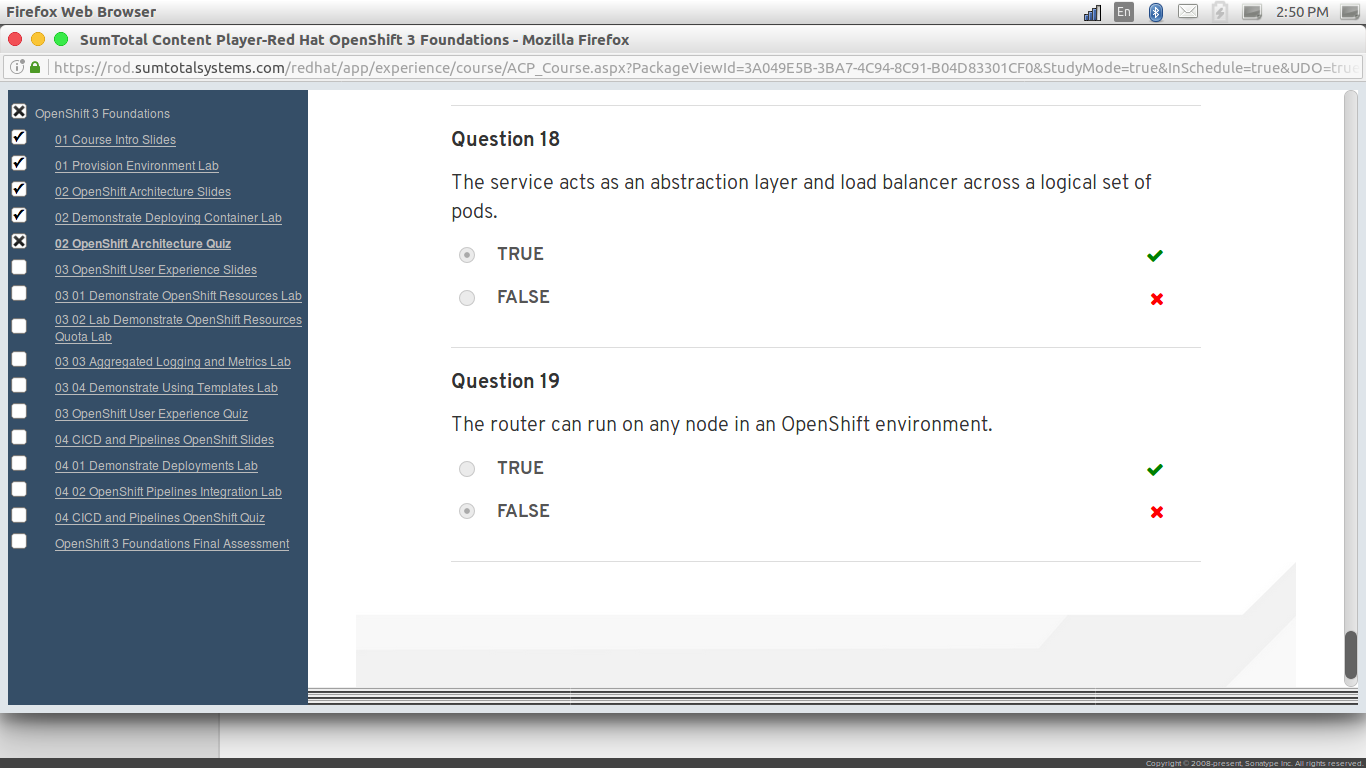 Firefox Web Browser
En
2:50 PM
SumTotal Content Player-Red Hat OpenShift 3 Foundations - Mozilla Firefox
https://rod.sumtotalsystems.com/redhat/app/experience/course/ACP_Course.aspx?PackageViewId=3A049E5B-3BA7-4C94-8C91-B04D83301CF0&StudyMode=true&InSchedule=true&UDO=true
OpenShift 3 Foundations
01 Course Intro Slides
01 Provision Environment Lab
02 OpenShift Architecture Slides
02 Demonstrate Deploying Container Lab
02 OpenShift Architecture Quiz
03 OpenShift User Experience Slides
03 01 Demonstrate OpenShift Resources Lab
03 02 Lab Demonstrate OpenShift Resources
Quota Lab
03 03 Aggregated Logging and Metrics Lab
03 04 Demonstrate Using Templates Lab
03 OpenShift User Experience Quiz
04 CICD and Pipelines OpenShift Slides
04 01 Demonstrate Deployments Lab
04 02 OpenShift Pipelines Integration Lab
04 CICD and Pipelines OpenShift Quiz
OpenShift 3 Foundations Final Assessment
Question 18
The service acts as an abstraction layer and load balancer across a logical set of
pods.
TRUE
FALSE
Question 19
The router can run on any node in an OpenShift environment.
TRUE
FALSE
Copyright © 2008-present, Sonatype Inc. All rights reserved.